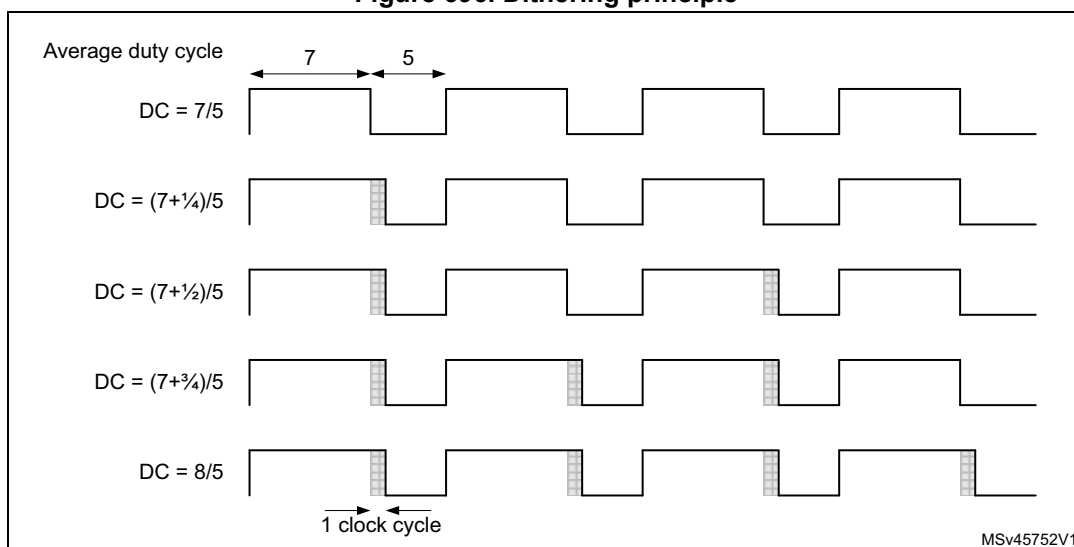 Figure Dithering principle
Average duty cycle
7
5
DC = 7/5
DC = (7+¼)/5
DC = (7+½)/5
DC = (7+¾)/5
DC = 8/5
1 clock cycle
MSv45752V1